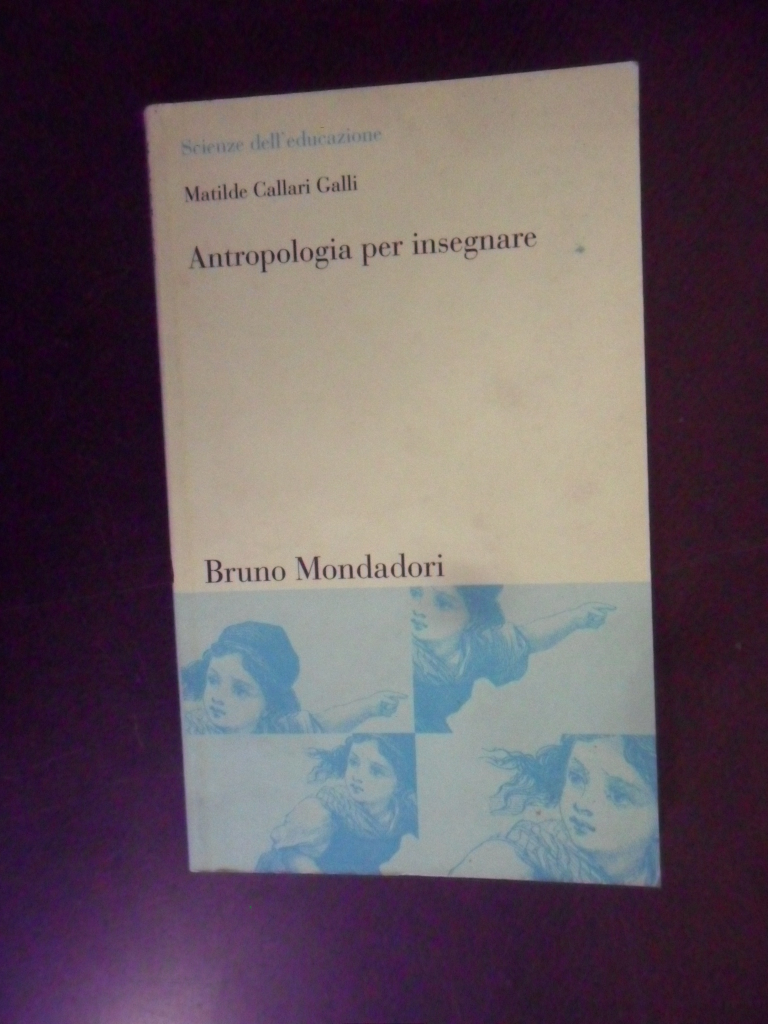 Scienze dell'educazione
Matilde Callari Galli
Antropologia per insegnare
Bruno Mondadori